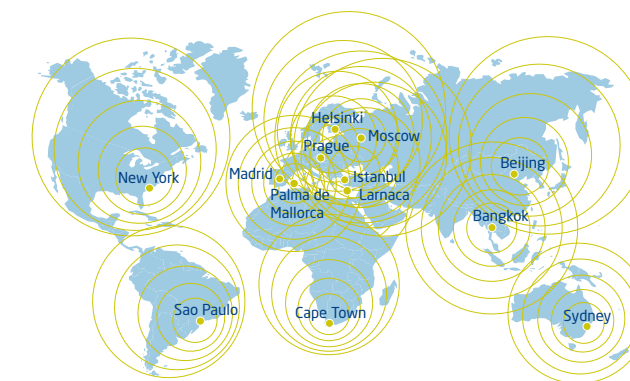 Helsinki
Moscow
Prague
Madrid
Istanbul
Palma de
Mallorca
Larnaca
New York
Beijing
Bangkok
Sao Paulo
Cape Town
Sydney